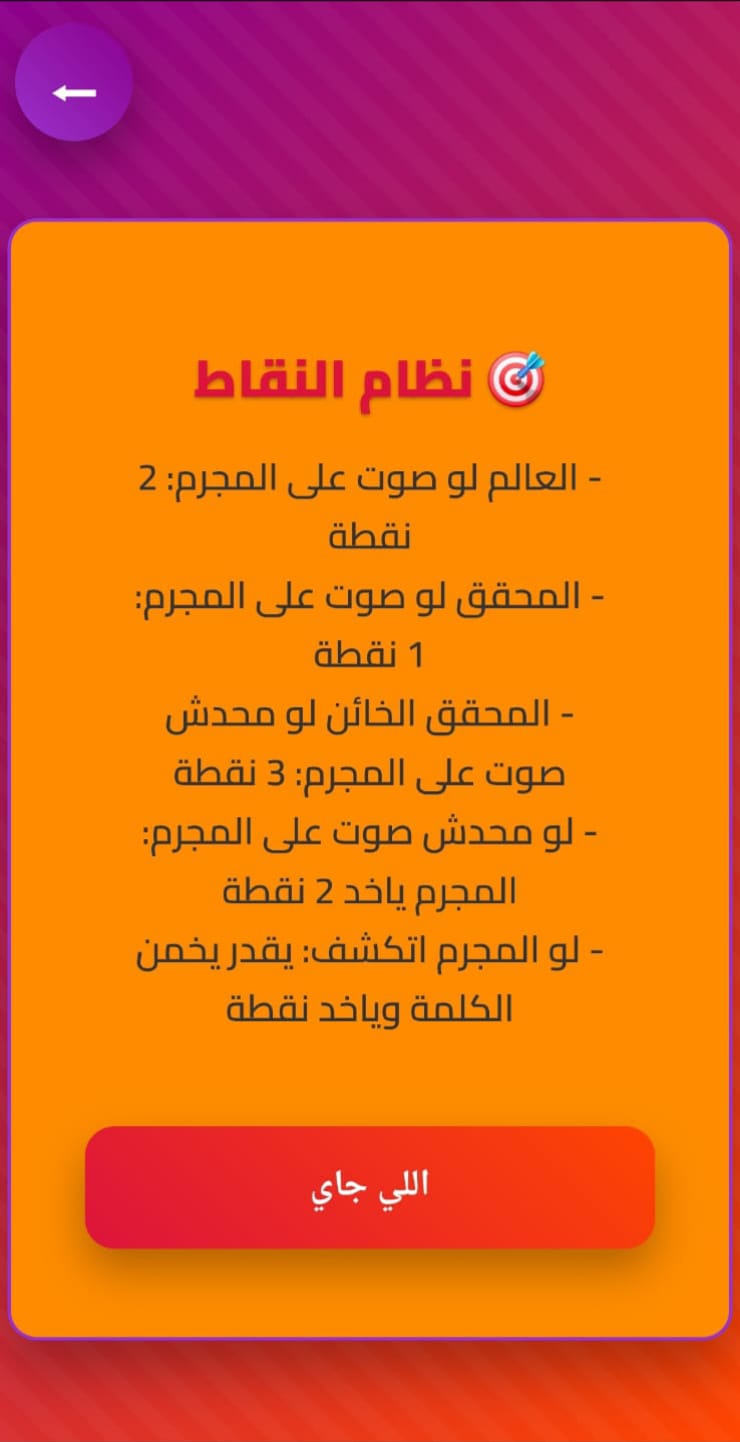 🎯 نظام النقاط
- العالم لو صوت على المجرم: 2
نقطة
- المحقق لو صوت على المجرم:
1 نقطة
- المحقق الخائن لو محدش
صوت على المجرم: 3 نقطة
- لو محدش صوت على المجرم:
المجرم ياخد 2 نقطة
- لو المجرم اتكشف: يقدر يخمن
الكلمة وياخد نقطة
اللي جاي